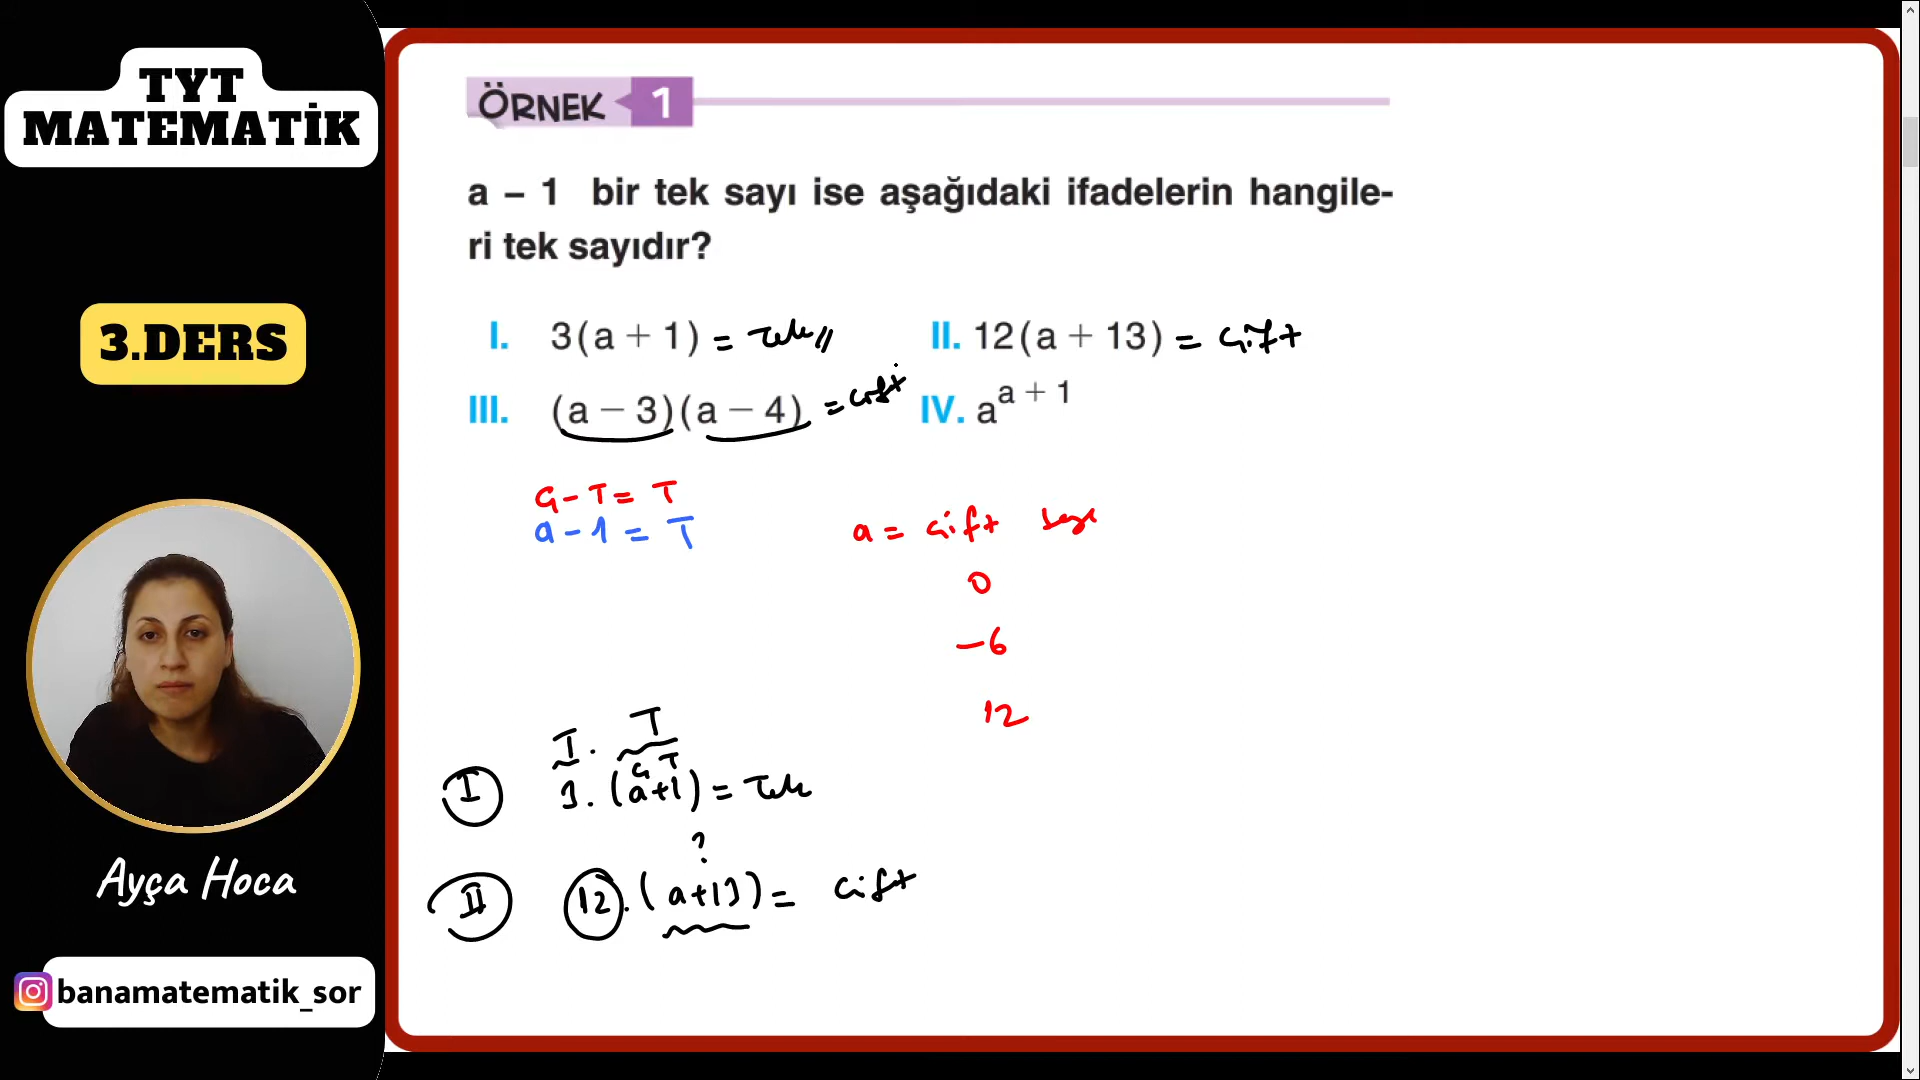 TYT
MATEMATİK
3.DERS
Ayça Hoca
banamatematik_sor
ÖRNEK 1
a – 1 bir tek sayı ise aşağıdaki ifadelerin hangile-
ri tek sayıdır?
I. 3(a + 1) = Tek //
II. 12(a + 13) = çift
III. (a – 3)(a – 4) = çift
IV. a^(a + 1)
Ç - T = T
a - 1 = T
a = çift sayı
0
-6
12
T . T
Ç T
I 3 . (a+1) = Tek
?
II 12 . (a+13) = çift